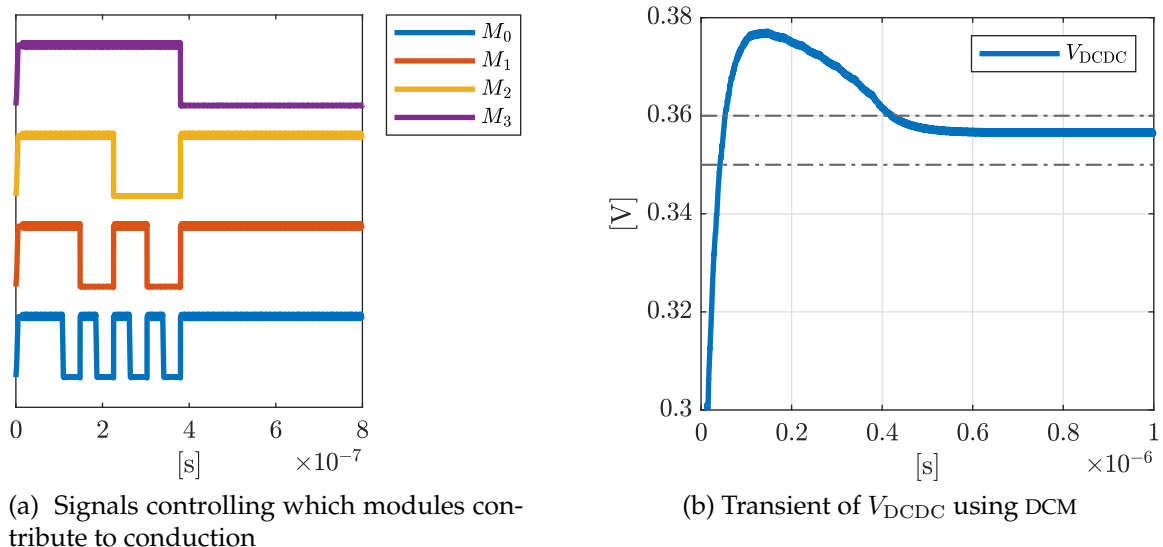 M₀
M₁
M₂
M₃
0 2 4 6 8
[s] ×10⁻⁷
(a) Signals controlling which modules con-
tribute to conduction
0.38
0.36
0.34
0.32
0.3
[V]
V_DCDC
0 0.2 0.4 0.6 0.8 1
[s] ×10⁻⁶
(b) Transient of V_DCDC using DCM